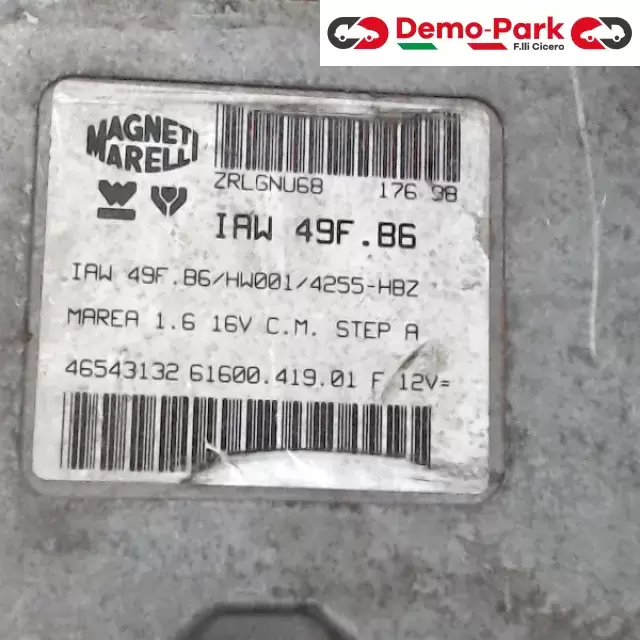 Demo-Park
F.lli Cicero
MAGNETI
MARELLI
ZRLGNU68 176 98
IAW 49F.B6
IAW 49F.B6/HW001/4255-HBZ
MAREA 1.6 16V C.M. STEP A
46543132 61600.419.01 F 12V=